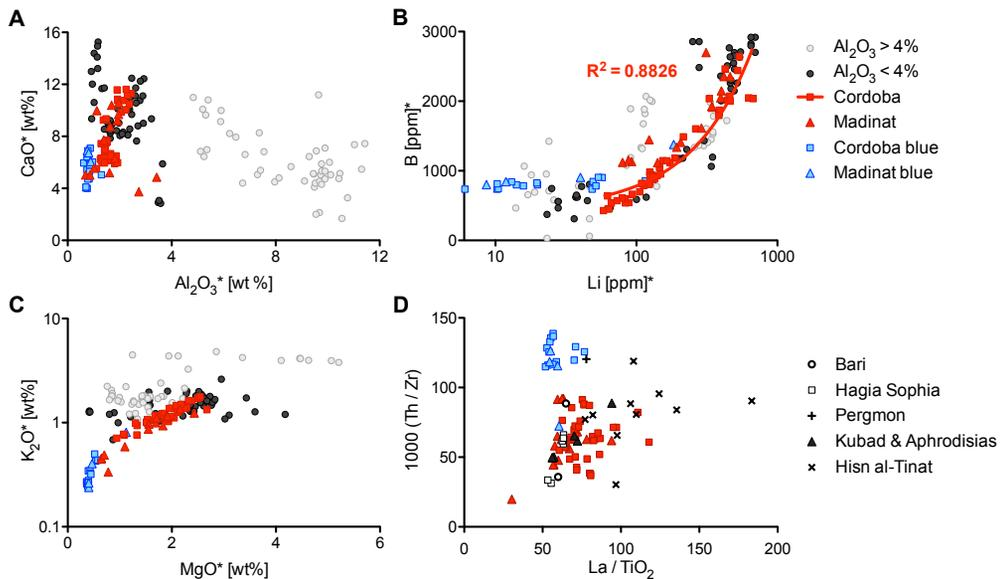 A
CaO* [wt%]
16
12
8
4
0
0 4 8 12
Al₂O₃* [wt %]
B
B [ppm]*
3000
2000
1000
0
10 100 1000
Li [ppm]*
R² = 0.8826
Al₂O₃ > 4%
Al₂O₃ < 4%
Cordoba
Madinat
Cordoba blue
Madinat blue
C
K₂O* [wt%]
10
1
0.1
0 2 4 6
MgO* [wt%]
D
1000 (Th / Zr)
150
100
50
0
0 50 100 150 200
La / TiO₂
Bari
Hagia Sophia
Pergmon
Kubad & Aphrodisias
Hisn al-Tinat